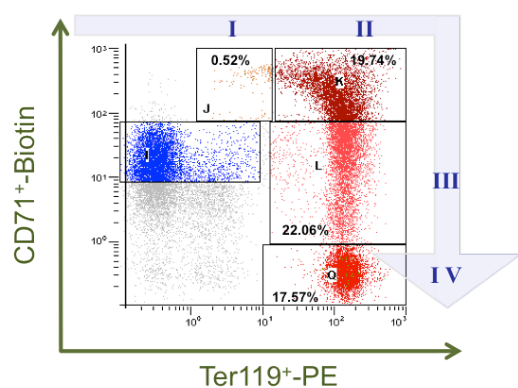 I II
10³ 0.52% 19.74%
K
J
10²
I
L III
10¹
22.06%
10⁰
Q I V
17.57%
10⁰ 10¹ 10² 10³
CD71⁺-Biotin
Ter119⁺-PE